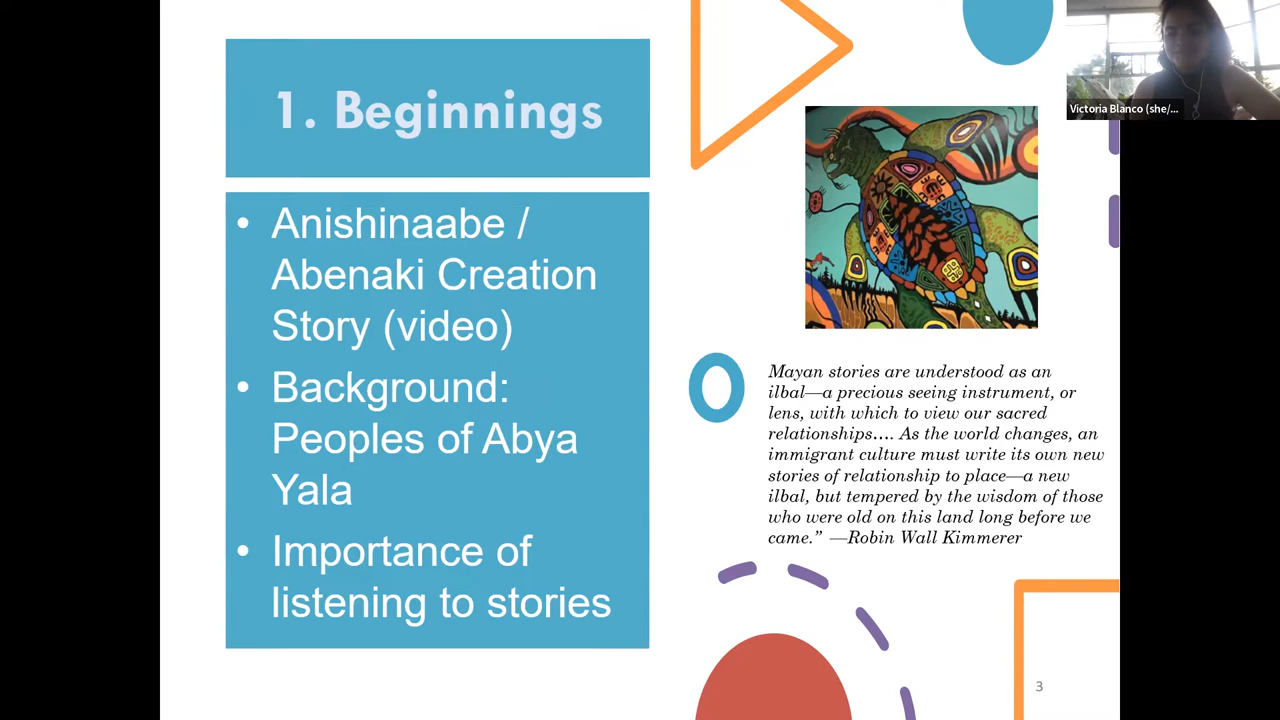 1. Beginnings
• Anishinaabe /
Abenaki Creation
Story (video)
• Background:
Peoples of Abya
Yala
• Importance of
listening to stories
Mayan stories are understood as an
ilbal—a precious seeing instrument, or
lens, with which to view our sacred
relationships…. As the world changes, an
immigrant culture must write its own new
stories of relationship to place—a new
ilbal, but tempered by the wisdom of those
who were old on this land long before we
came.” —Robin Wall Kimmerer
3
Victoria Blanco (she/...